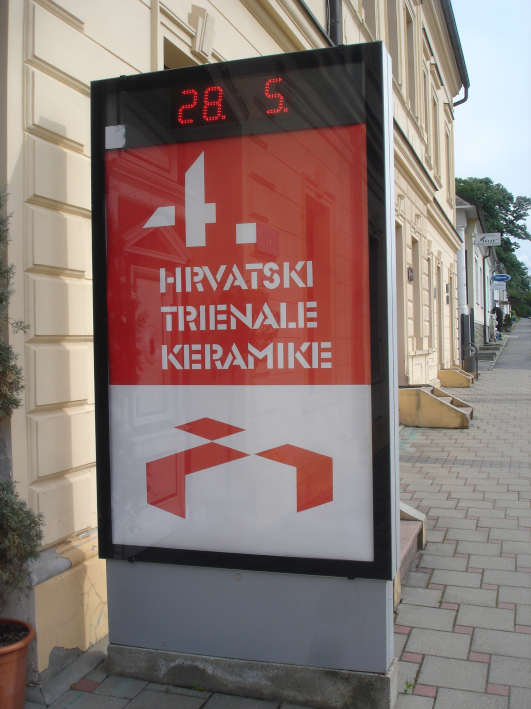 28. 5.
4.
HRVATSKI
TRIENALE
KERAMIKE